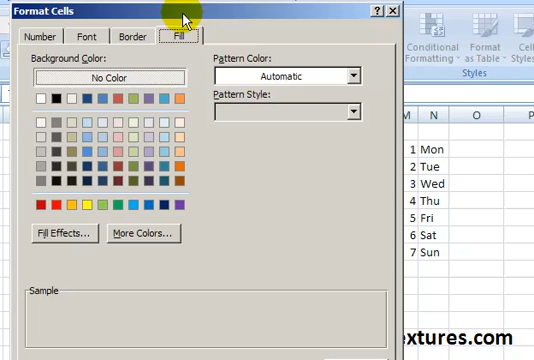 Format Cells
Number Font Border Fill
Background Color:
No Color
Pattern Color:
Automatic
Pattern Style:
Fill Effects...
More Colors...
Sample
Conditional
Formatting
Format
as Table
Styles
M N O
1 Mon
2 Tue
3 Wed
4 Thu
5 Fri
6 Sat
7 Sun
extures.com